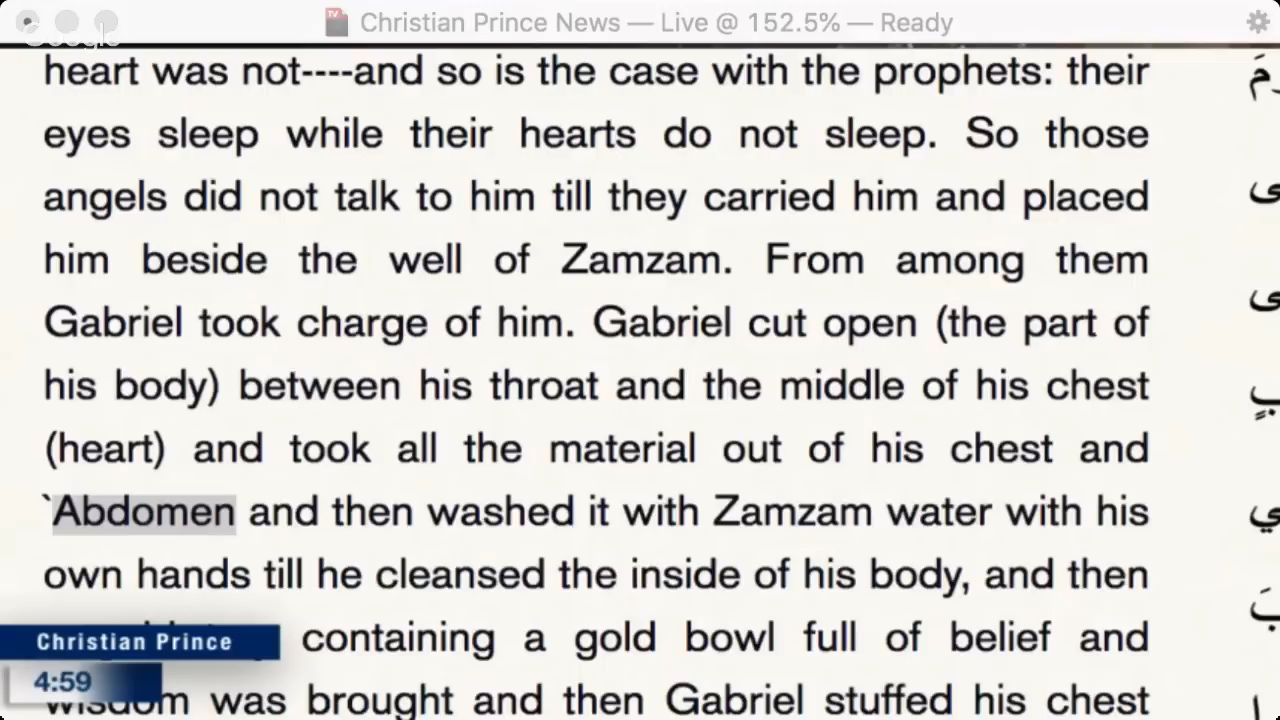 Christian Prince News — Live @ 152.5% — Ready
Google
heart was not----and so is the case with the prophets: their
eyes sleep while their hearts do not sleep. So those
angels did not talk to him till they carried him and placed
him beside the well of Zamzam. From among them
Gabriel took charge of him. Gabriel cut open (the part of
his body) between his throat and the middle of his chest
(heart) and took all the material out of his chest and
`Abdomen and then washed it with Zamzam water with his
own hands till he cleansed the inside of his body, and then
containing a gold bowl full of belief and
Christian Prince
4:59
wisdom was brought and then Gabriel stuffed his chest